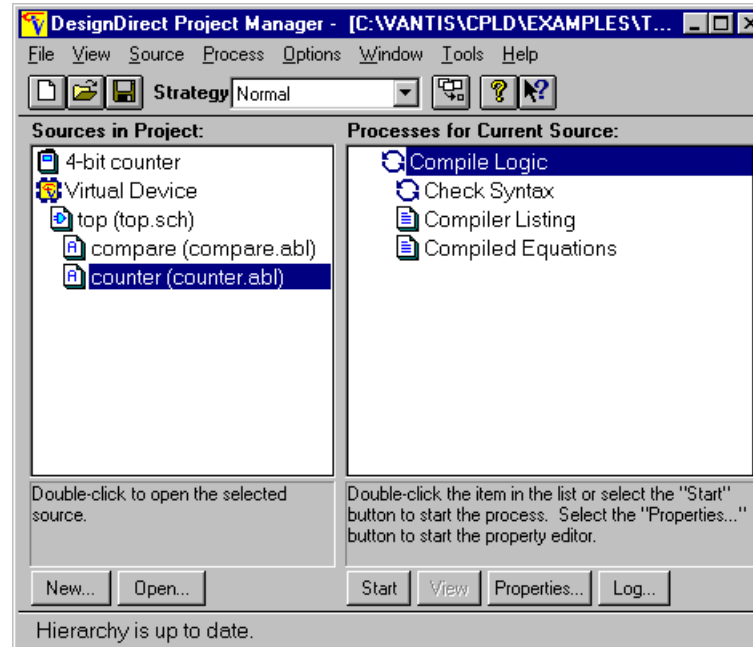 DesignDirect Project Manager - [C:\VANTIS\CPLD\EXAMPLES\T...
File View Source Process Options Window Tools Help
Strategy Normal
Sources in Project:
4-bit counter
Virtual Device
top (top.sch)
compare (compare.abl)
counter (counter.abl)
Double-click to open the selected
source.
New... Open...
Processes for Current Source:
Compile Logic
Check Syntax
Compiler Listing
Compiled Equations
Double-click the item in the list or select the "Start"
button to start the process. Select the "Properties..."
button to start the property editor.
Start View Properties... Log...
Hierarchy is up to date.